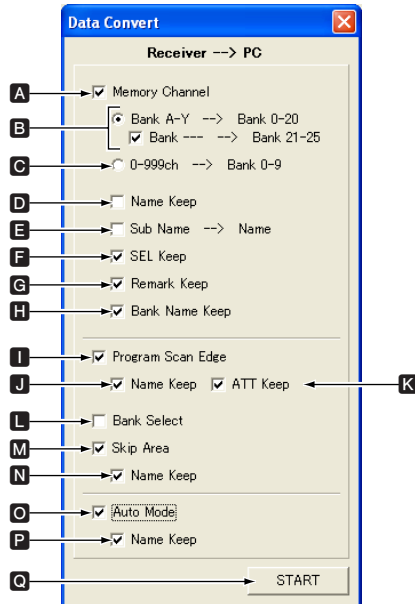 Data Convert
Receiver --> PC
A Memory Channel
B Bank A-Y --> Bank 0-20
Bank --- --> Bank 21-25
C 0-999ch --> Bank 0-9
D Name Keep
E Sub Name --> Name
F SEL Keep
G Remark Keep
H Bank Name Keep
I Program Scan Edge
J Name Keep ATT Keep K
L Bank Select
M Skip Area
N Name Keep
O Auto Mode
P Name Keep
Q START